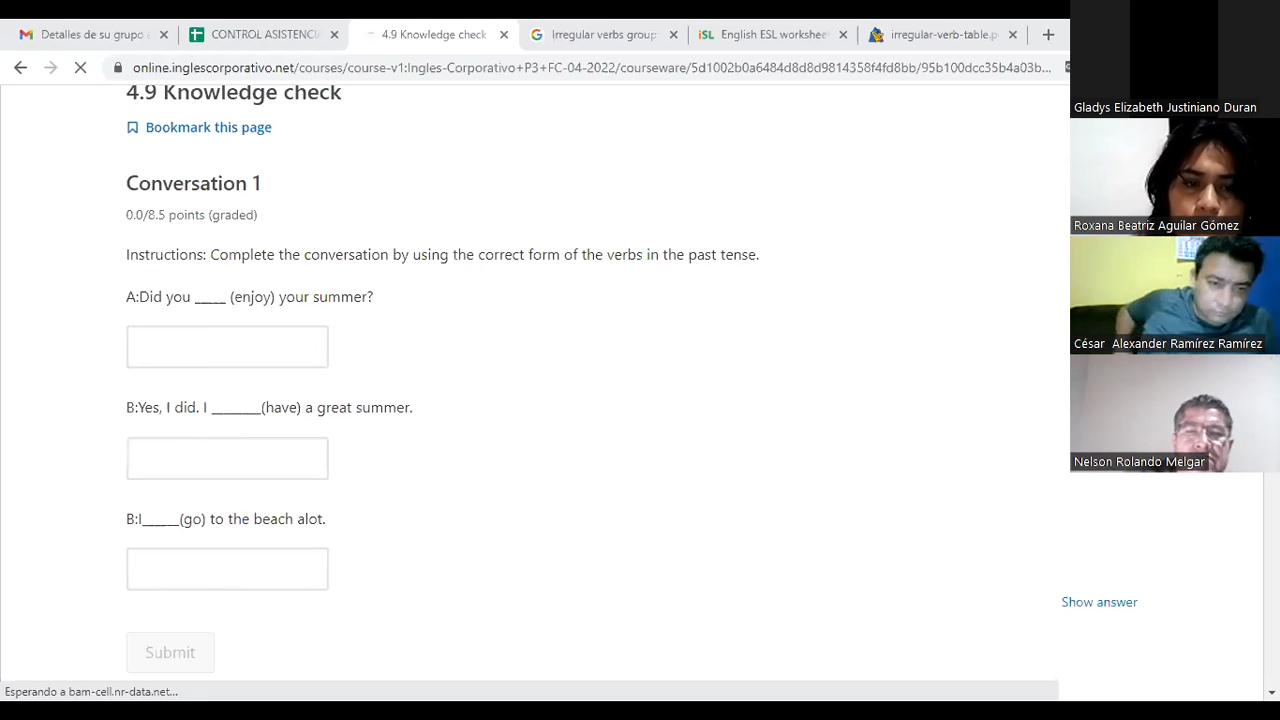 Detalles de su grupo
CONTROL ASISTENCI
4.9 Knowledge check
Irregular verbs group
iSL English ESL workshee
irregular-verb-table.p
online.inglescorporativo.net/courses/course-v1:Ingles-Corporativo+P3+FC-04-2022/courseware/5d1002b0a6484d8d8d9814358f4fd8bb/95b100dcc35b4a03b...
4.9 Knowledge check
Bookmark this page
Conversation 1
0.0/8.5 points (graded)
Instructions: Complete the conversation by using the correct form of the verbs in the past tense.
A:Did you _____ (enjoy) your summer?
B:Yes, I did. I ________(have) a great summer.
B:I______(go) to the beach alot.
Show answer
Submit
Esperando a bam-cell.nr-data.net...
Gladys Elizabeth Justiniano Duran
Roxana Beatriz Aguilar Gómez
César Alexander Ramírez Ramírez
Nelson Rolando Melgar